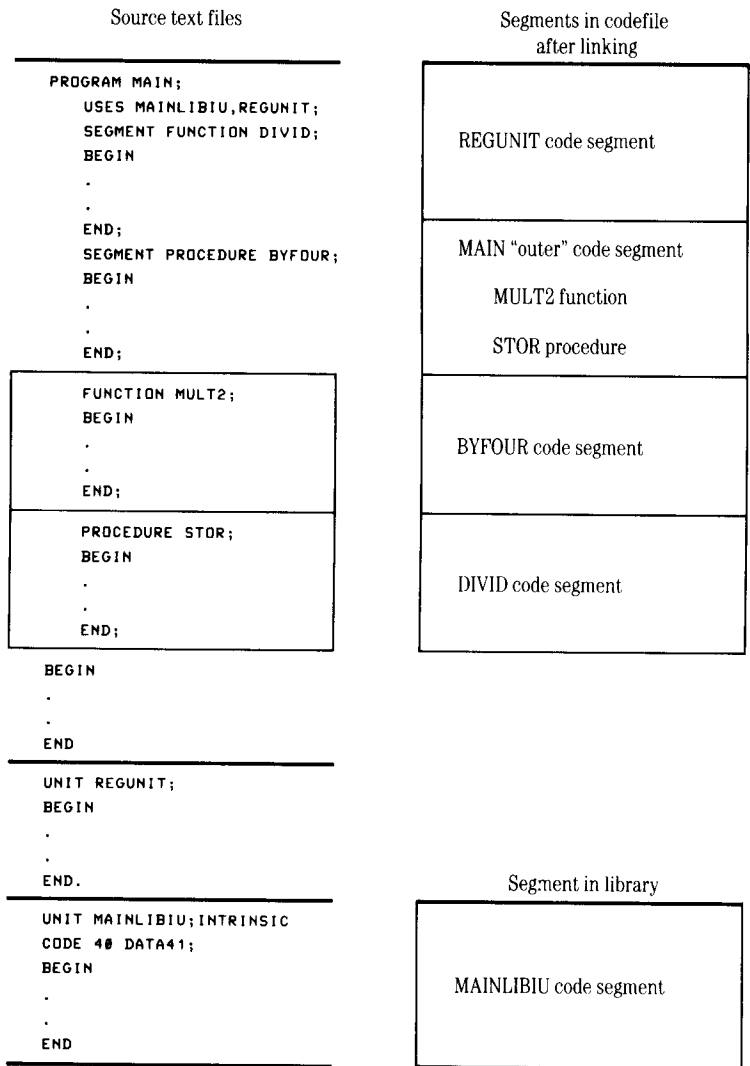 Source text files
PROGRAM MAIN;
USES MAINLIBIU,REGUNIT;
SEGMENT FUNCTION DIVID;
BEGIN
.
.
END;
SEGMENT PROCEDURE BYFOUR;
BEGIN
.
.
END;
FUNCTION MULT2;
BEGIN
.
.
END;
PROCEDURE STOR;
BEGIN
.
.
END;
BEGIN
.
.
END
UNIT REGUNIT;
BEGIN
.
.
END.
UNIT MAINLIBIU;INTRINSIC
CODE 40 DATA41;
BEGIN
.
.
END
Segments in codefile
after linking
REGUNIT code segment
MAIN “outer” code segment
MULT2 function
STOR procedure
BYFOUR code segment
DIVID code segment
Segment in library
MAINLIBIU code segment